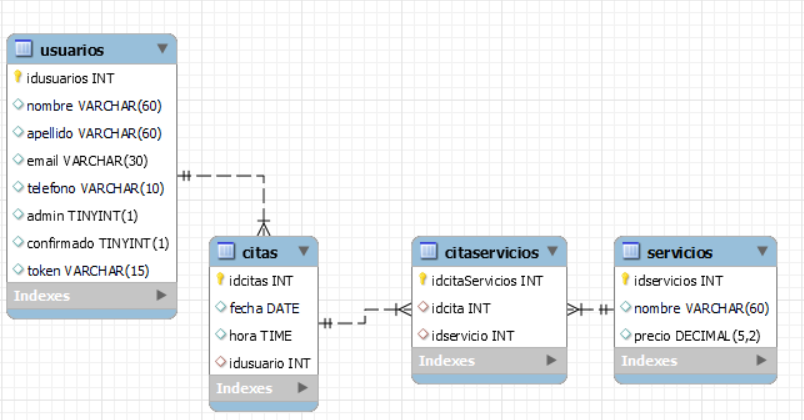 usuarios
idusuarios INT
nombre VARCHAR(60)
apellido VARCHAR(60)
email VARCHAR(30)
telefono VARCHAR(10)
admin TINYINT(1)
confirmado TINYINT(1)
token VARCHAR(15)
Indexes
citas
idcitas INT
fecha DATE
hora TIME
idusuario INT
Indexes
citaservicios
idcitaServicios INT
idcita INT
idservicio INT
Indexes
servicios
idservicios INT
nombre VARCHAR(60)
precio DECIMAL(5,2)
Indexes